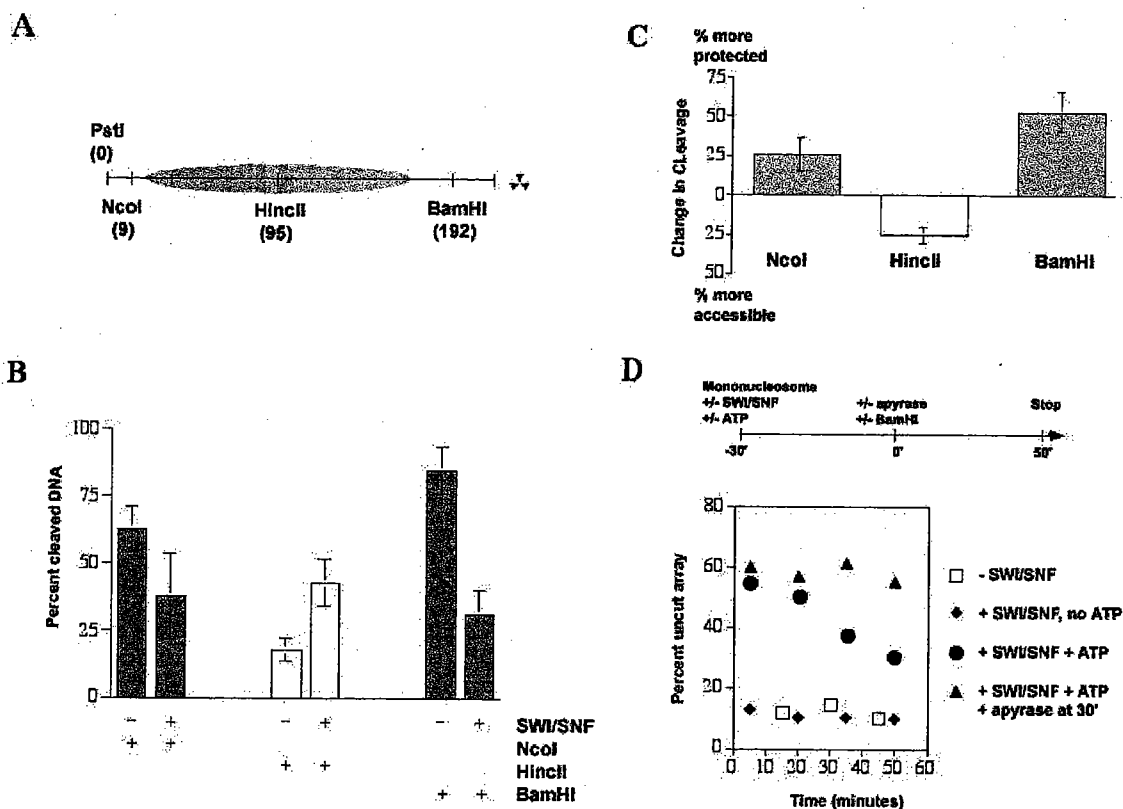 A
PstI
(0)
NcoI
(9)
HincII
(95)
BamHI
(192)
B
Percent cleaved DNA
100
75
50
25
0
- + SWI/SNF
+ + NcoI
+ + HincII
+ + BamHI
C
% more
protected
Change in CLeavage
75
50
25
0
25
50
NcoI
HincII
BamHI
% more
accessible
D
Mononucleosome
+/- SWI/SNF
+/- ATP
+/- apyrase
+/- BamHI
Stop
-30'
0'
50'
Percent uncut array
80
60
40
20
0
0 10 20 30 40 50 60
Time (minutes)
- SWI/SNF
+ SWI/SNF, no ATP
+ SWI/SNF + ATP
+ SWI/SNF + ATP
+ apyrase at 30'